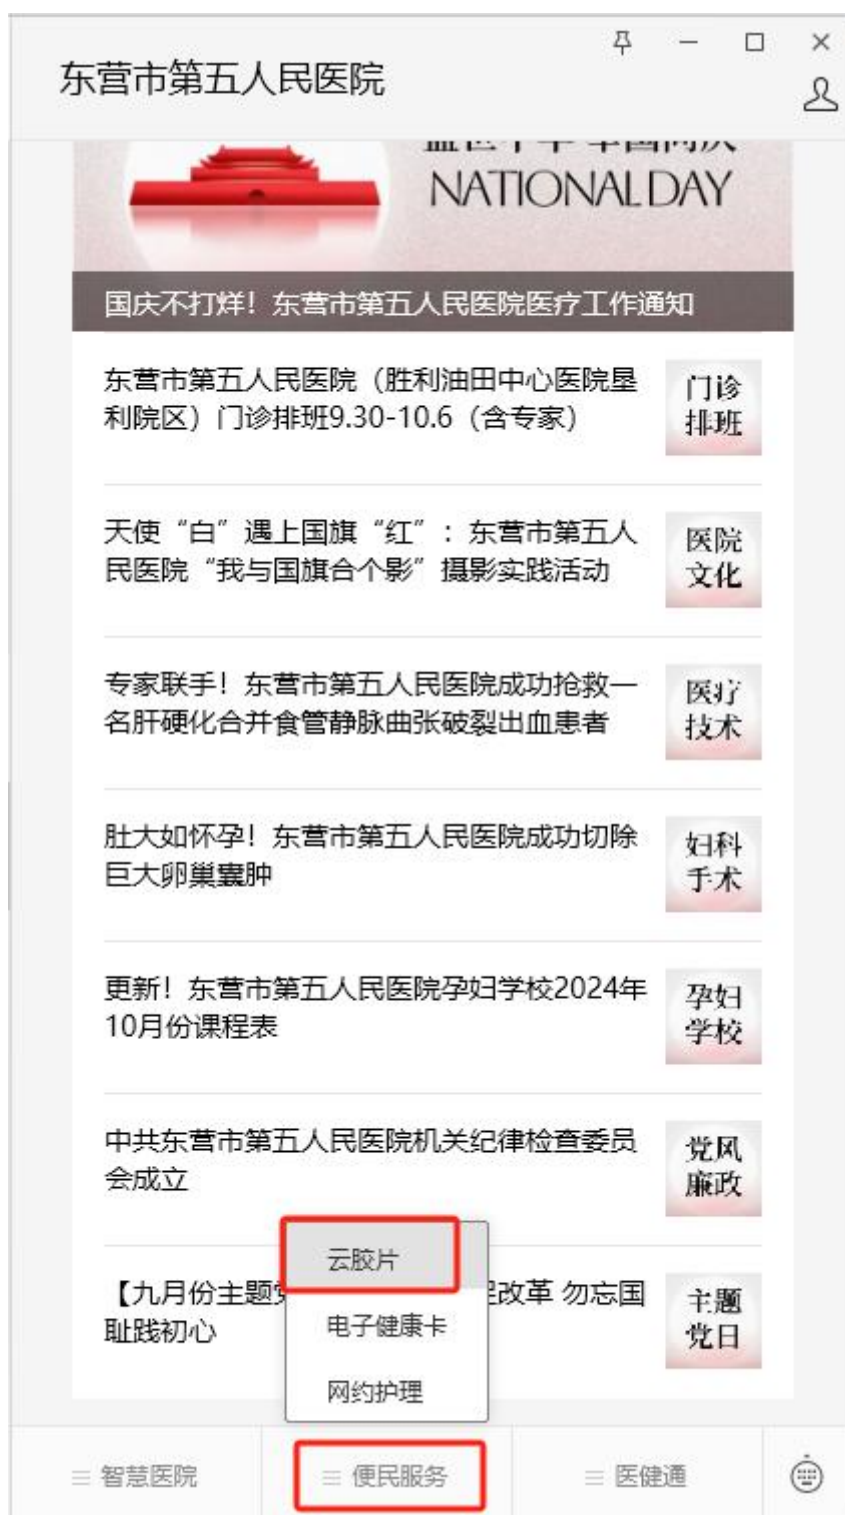 东营市第五人民医院
NATIONAL DAY
国庆不打烊！东营市第五人民医院医疗工作通知
东营市第五人民医院（胜利油田中心医院垦
利院区）门诊排班9.30-10.6（含专家）
门诊
排班
天使“白”遇上国旗“红”：东营市第五人
民医院“我与国旗合个影”摄影实践活动
医院
文化
专家联手！东营市第五人民医院成功抢救一
名肝硬化合并食管静脉曲张破裂出血患者
医疗
技术
肚大如怀孕！东营市第五人民医院成功切除
巨大卵巢囊肿
妇科
手术
更新！东营市第五人民医院孕妇学校2024年
10月份课程表
孕妇
学校
中共东营市第五人民医院机关纪律检查委员
会成立
党风
廉政
【九月份主题
改革 勿忘国
耻践初心
主题
党日
云胶片
电子健康卡
网约护理
智慧医院
便民服务
医健通